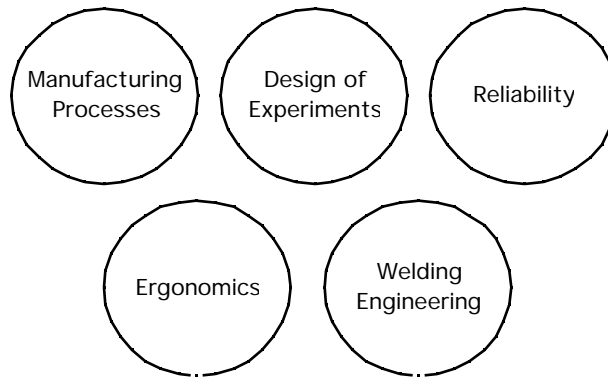 Manufacturing
Processes
Design of
Experiments
Reliability
Ergonomics
Welding
Engineering